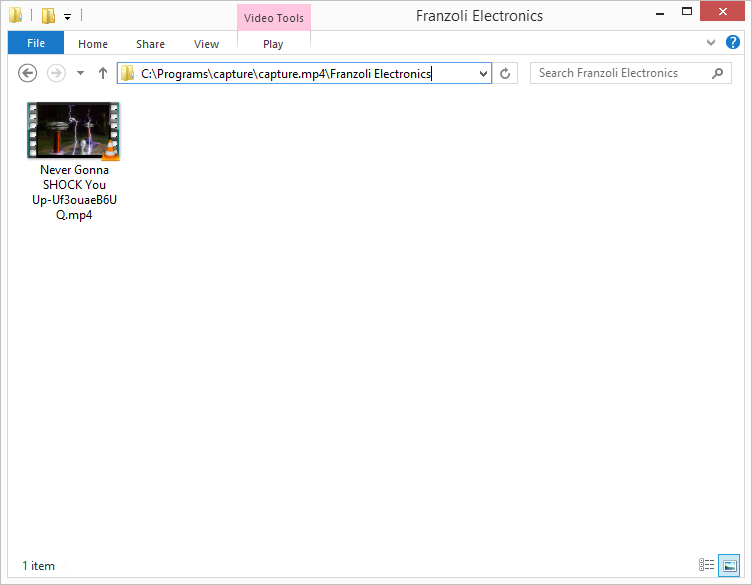 Video Tools
Franzoli Electronics
File
Home
Share
View
Play
C:\Programs\capture\capture.mp4\Franzoli Electronics
Search Franzoli Electronics
Never Gonna
SHOCK You
Up-Uf3ouaeB6U
Q.mp4
1 item